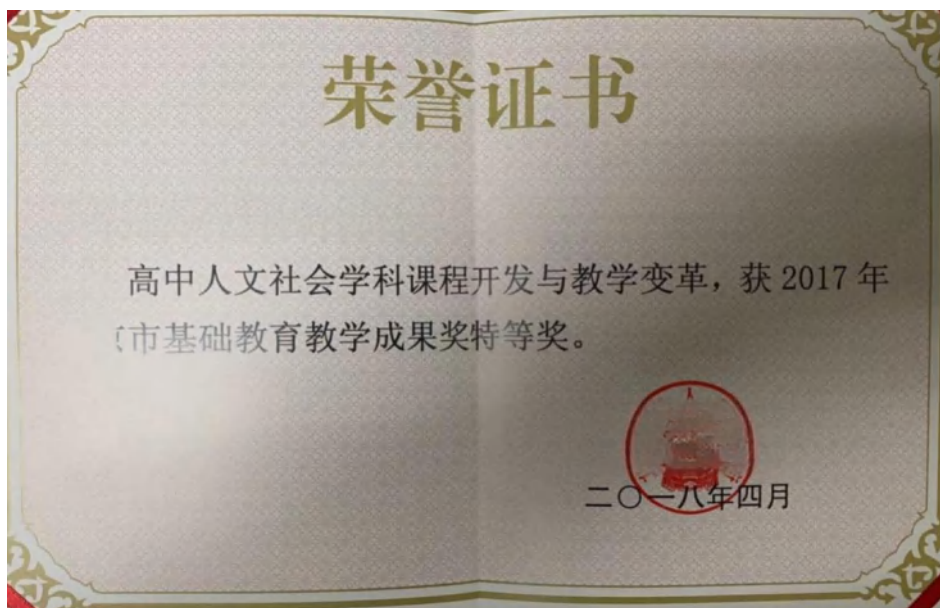 荣誉证书
高中人文社会学科课程开发与教学变革，获 2017 年
市基础教育教学成果奖特等奖。
二〇一八年四月